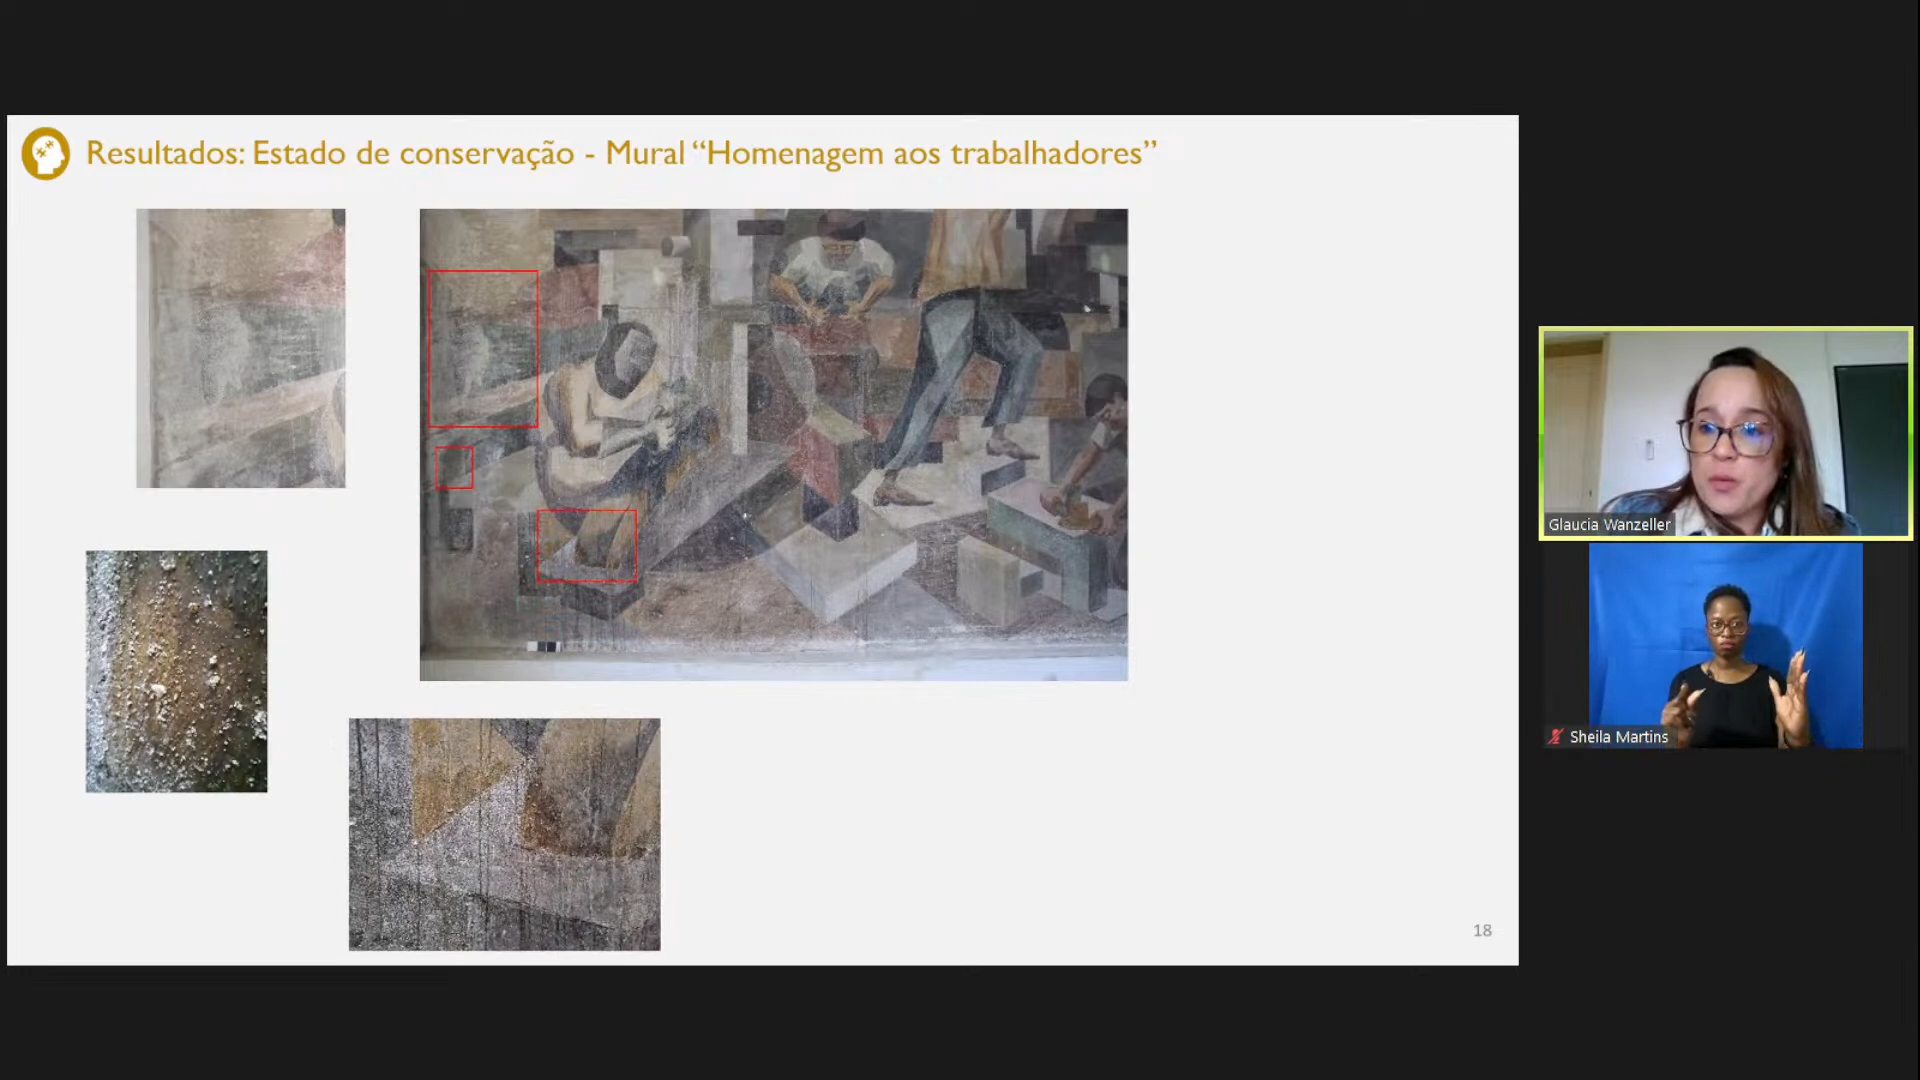 Resultados: Estado de conservação - Mural “Homenagem aos trabalhadores”
Glaucia Wanzeller
Sheila Martins
18